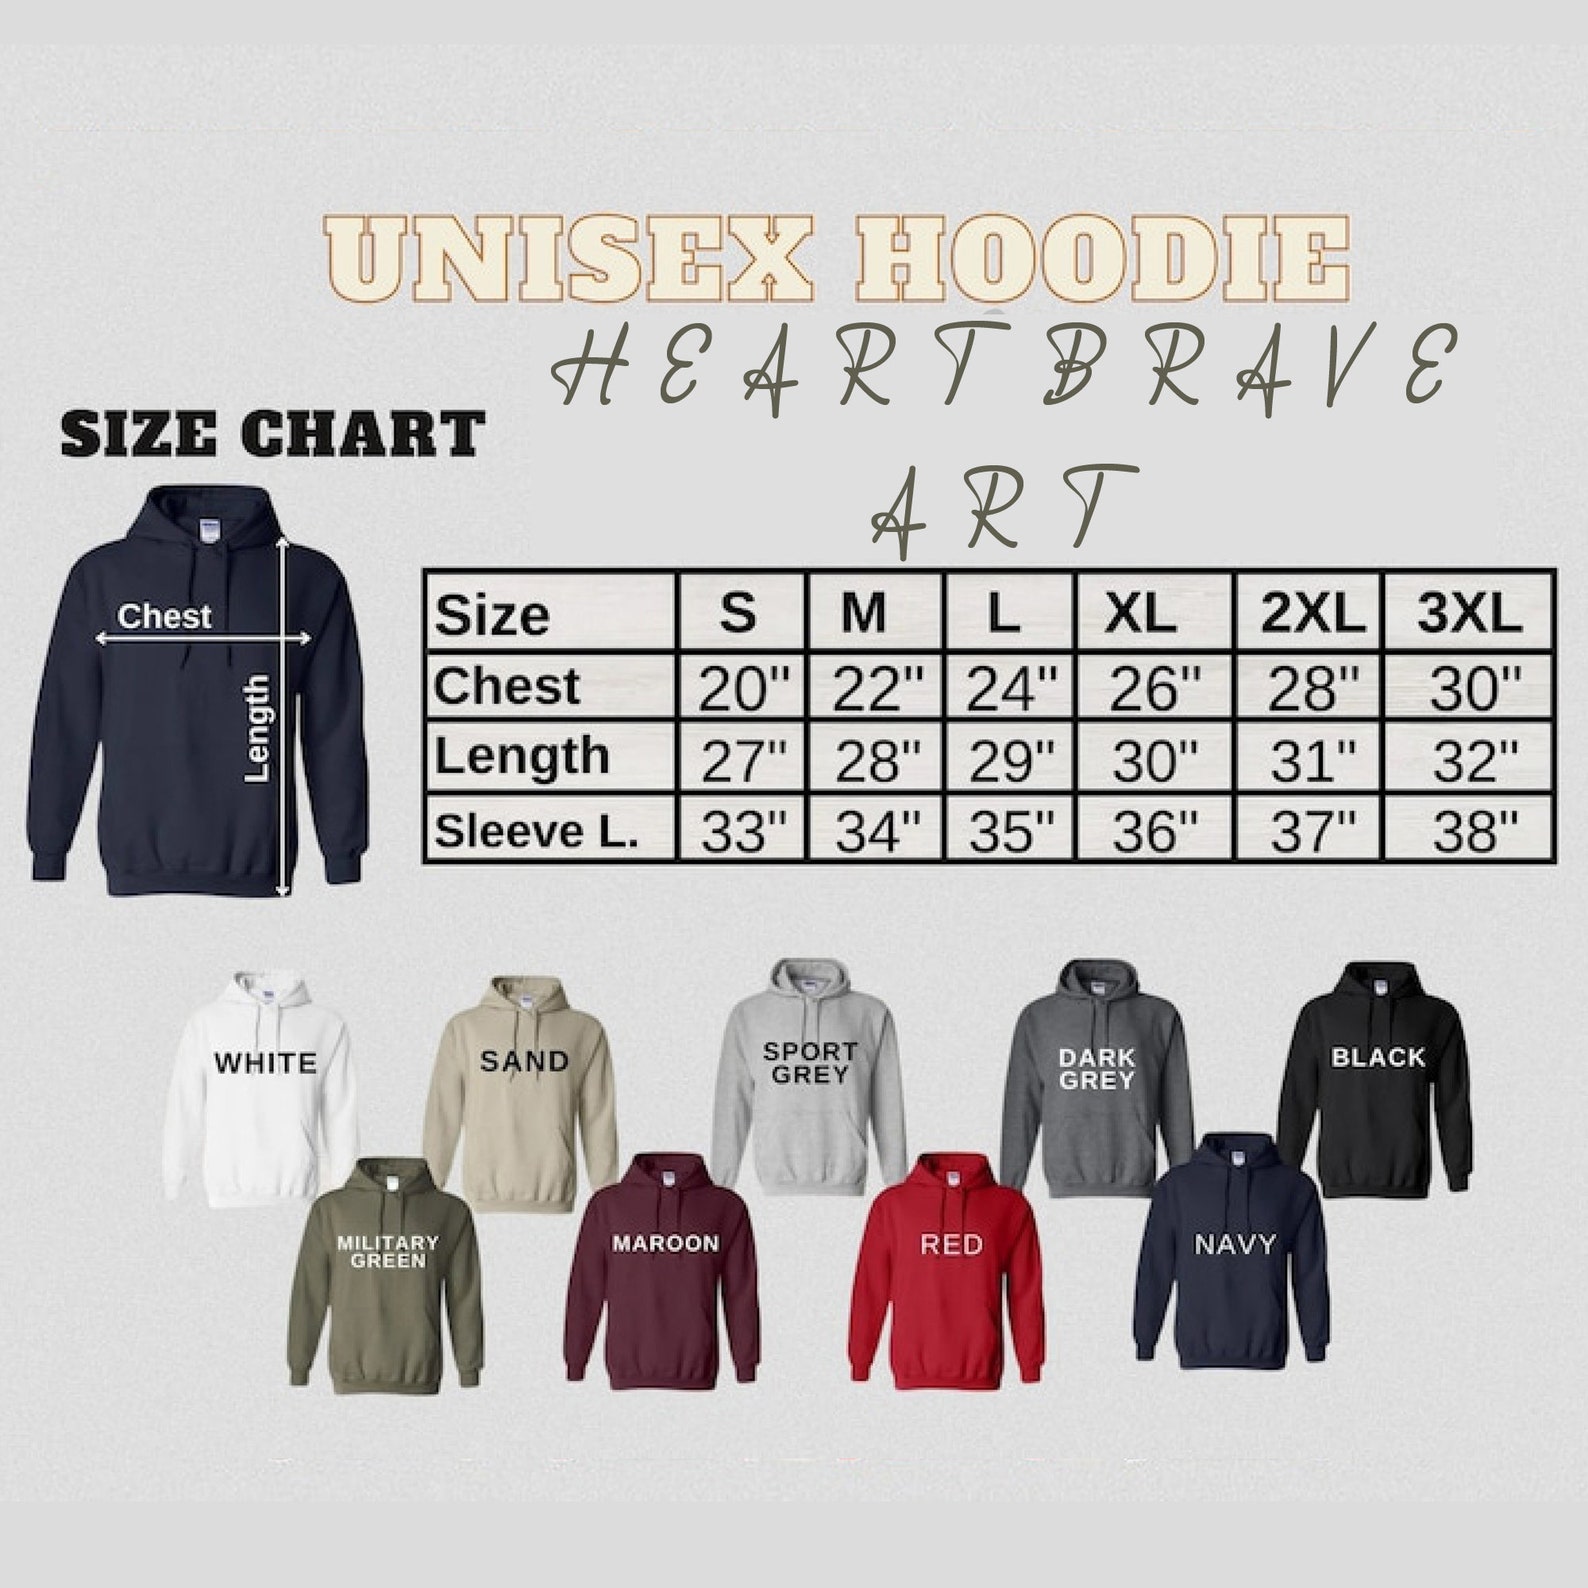 UNISEX HOODIE
HEARTBRAVE
ART
SIZE CHART
Chest
Length
Size S M L XL 2XL 3XL
Chest 20" 22" 24" 26" 28" 30"
Length 27" 28" 29" 30" 31" 32"
Sleeve L. 33" 34" 35" 36" 37" 38"
WHITE
SAND
SPORT
GREY
DARK
GREY
BLACK
MILITARY
GREEN
MAROON
RED
NAVY